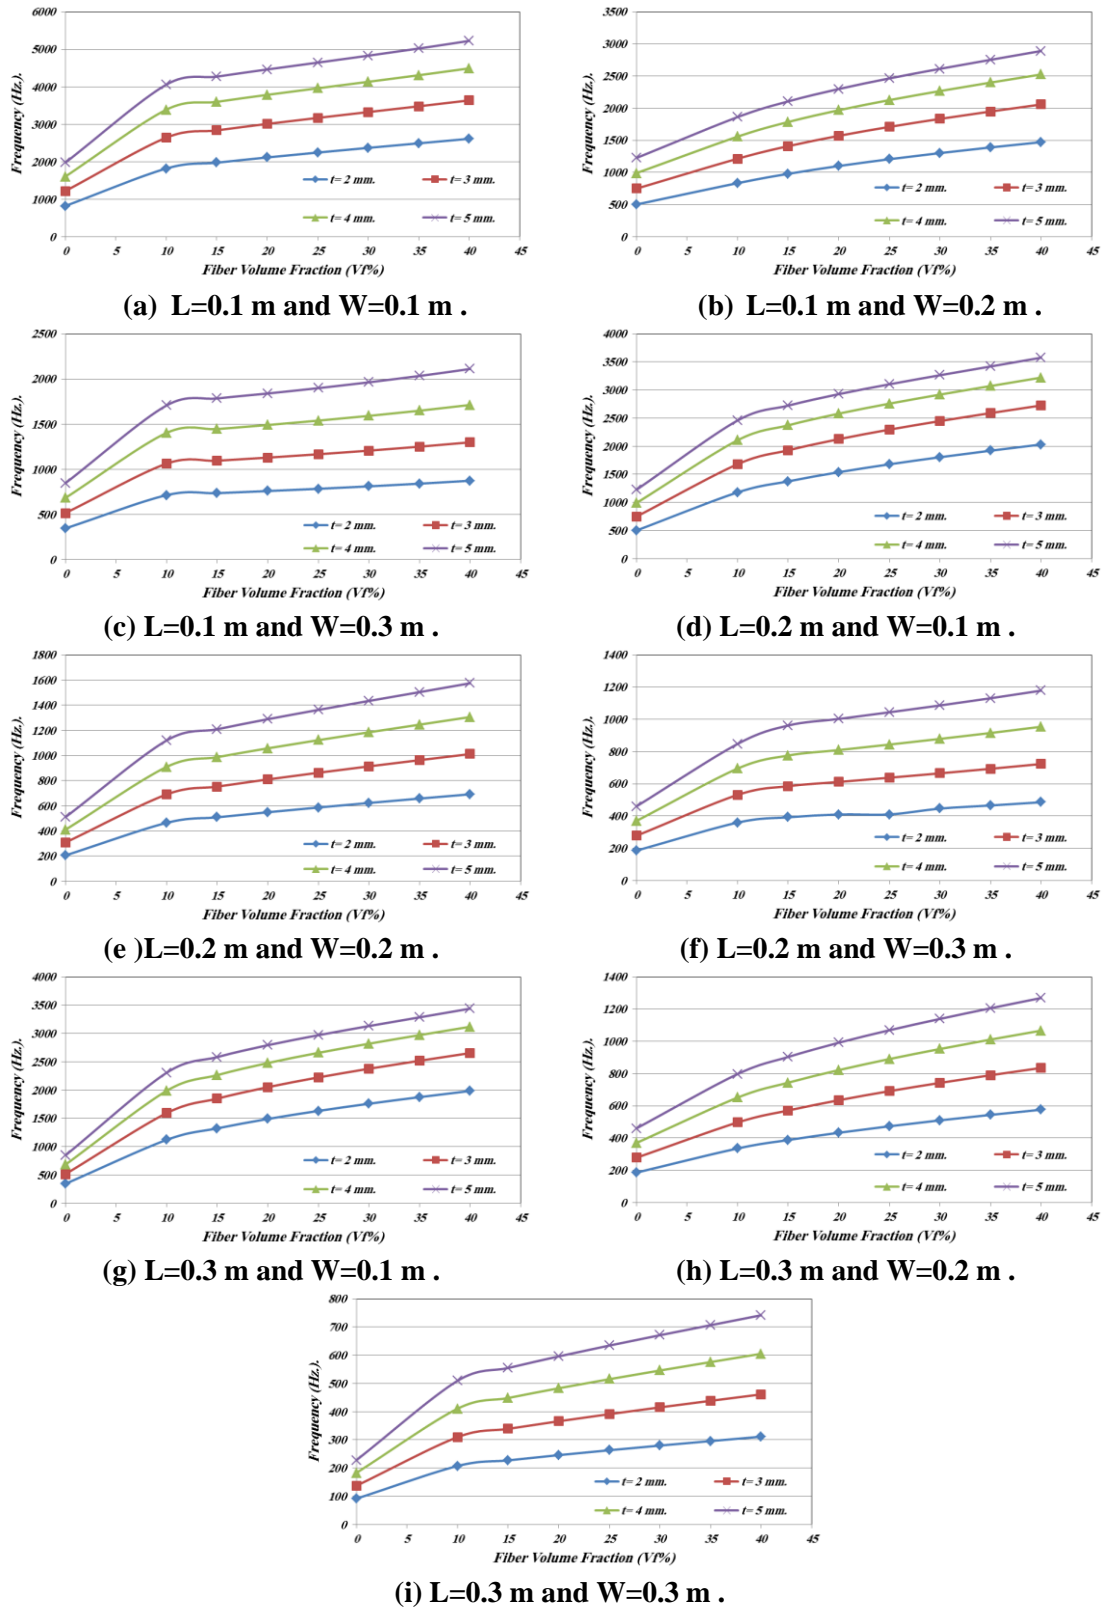 6000
5000
4000
3000
2000
1000
0
Frequency (Hz.).
t= 2 mm. t= 3 mm.
t= 4 mm. t= 5 mm.
0 5 10 15 20 25 30 35 40 45
Fiber Volume Fraction (Vf%)
(a) L=0.1 m and W=0.1 m .
3500
3000
2500
2000
1500
1000
500
0
Frequency (Hz.).
t= 2 mm. t= 3 mm.
t= 4 mm. t= 5 mm.
0 5 10 15 20 25 30 35 40 45
Fiber Volume Fraction (Vf%)
(b) L=0.1 m and W=0.2 m .
2500
2000
1500
1000
500
0
Frequency (Hz.).
t= 2 mm. t= 3 mm.
t= 4 mm. t= 5 mm.
0 5 10 15 20 25 30 35 40 45
Fiber Volume Fraction (Vf%)
(c) L=0.1 m and W=0.3 m .
4000
3500
3000
2500
2000
1500
1000
500
0
Frequency (Hz.).
t= 2 mm. t= 3 mm.
t= 4 mm. t= 5 mm.
0 5 10 15 20 25 30 35 40 45
Fiber Volume Fraction (Vf%)
(d) L=0.2 m and W=0.1 m .
1800
1600
1400
1200
1000
800
600
400
200
0
Frequency (Hz.).
t= 2 mm. t= 3 mm.
t= 4 mm. t= 5 mm.
0 5 10 15 20 25 30 35 40 45
Fiber Volume Fraction (Vf%)
(e )L=0.2 m and W=0.2 m .
1400
1200
1000
800
600
400
200
0
Frequency (Hz.).
t= 2 mm. t= 3 mm.
t= 4 mm. t= 5 mm.
0 5 10 15 20 25 30 35 40 45
Fiber Volume Fraction (Vf%)
(f) L=0.2 m and W=0.3 m .
4000
3500
3000
2500
2000
1500
1000
500
0
Frequency (Hz.).
t= 2 mm. t= 3 mm.
t= 4 mm. t= 5 mm.
0 5 10 15 20 25 30 35 40 45
Fiber Volume Fraction (Vf%)
(g) L=0.3 m and W=0.1 m .
1400
1200
1000
800
600
400
200
0
Frequency (Hz.).
t= 2 mm. t= 3 mm.
t= 4 mm. t= 5 mm.
0 5 10 15 20 25 30 35 40 45
Fiber Volume Fraction (Vf%)
(h) L=0.3 m and W=0.2 m .
800
700
600
500
400
300
200
100
0
Frequency (Hz.).
t= 2 mm. t= 3 mm.
t= 4 mm. t= 5 mm.
0 5 10 15 20 25 30 35 40 45
Fiber Volume Fraction (Vf%)
(i) L=0.3 m and W=0.3 m .